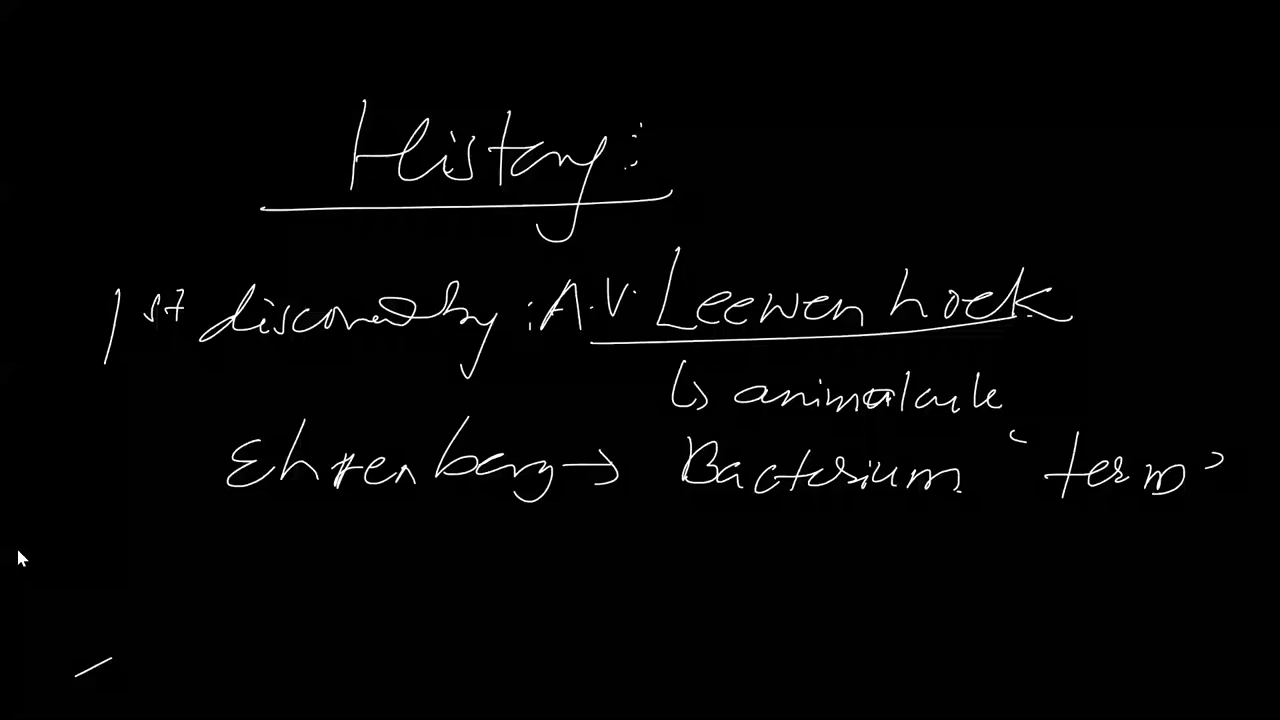 History:
1st discovered by : A.V. Leewenhoek
↳ animalcule
Ehrenberg → Bacterium ‘term’